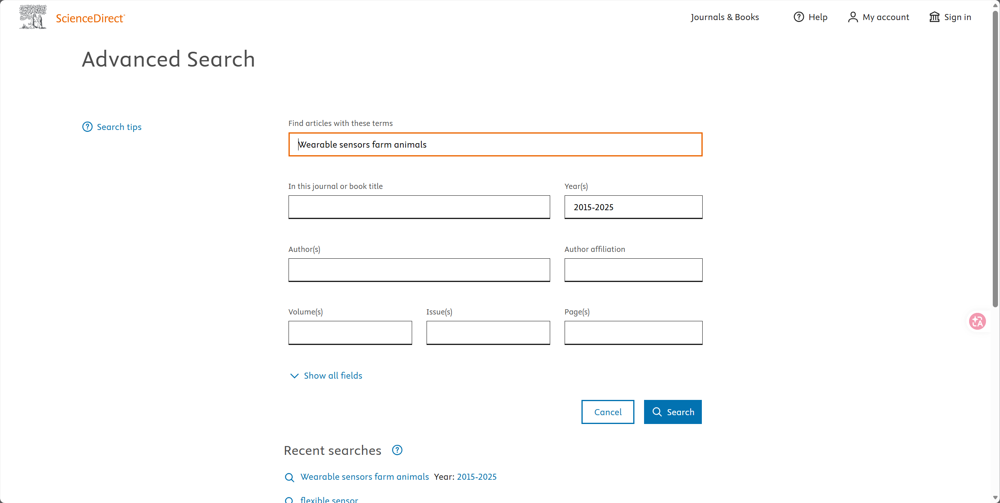 ScienceDirect
Journals & Books
Help
My account
Sign in
Advanced Search
Search tips
Find articles with these terms
Wearable sensors farm animals
In this journal or book title
Year(s)
2015-2025
Author(s)
Author affiliation
Volume(s)
Issue(s)
Page(s)
Show all fields
Cancel
Search
Recent searches
Wearable sensors farm animals Year: 2015-2025
flexible sensor